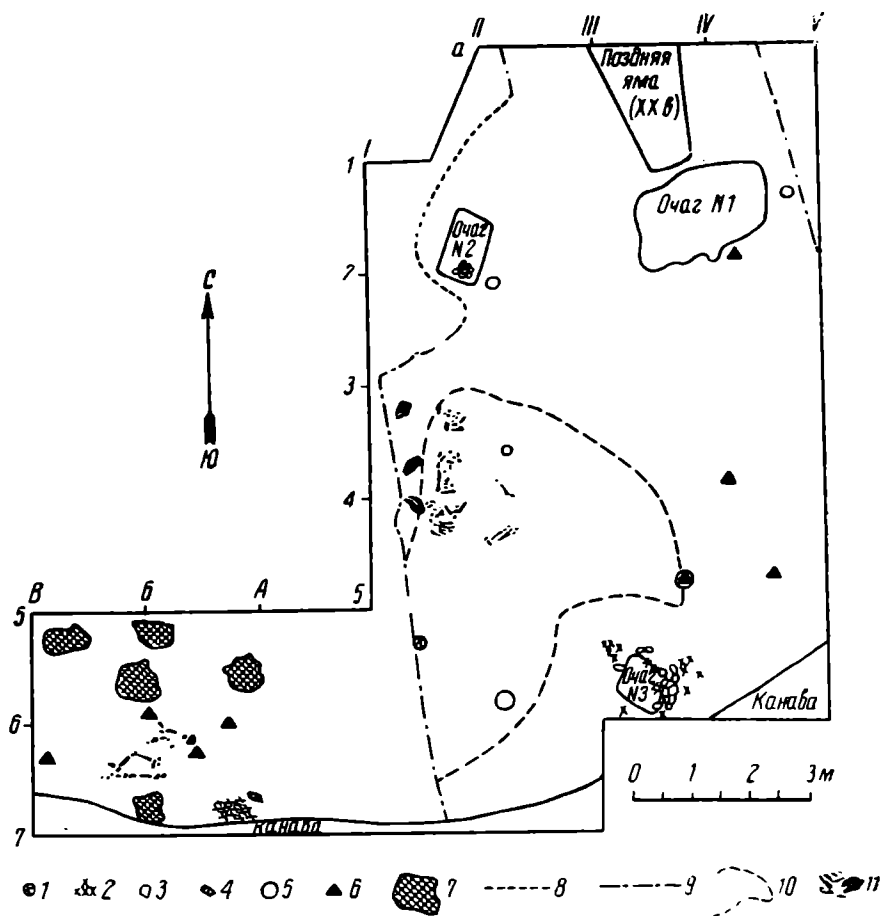 II III IV V
а
Поздняя
яма
(XX в)
I
1
Очаг N1
Очаг
N2
2
С
Ю
3
4
В Б А 5
5
Очаг
N3
Канава
6
0 1 2 3 м
Канава
7
1 2 3 4 5 6 7 8 9 10 11